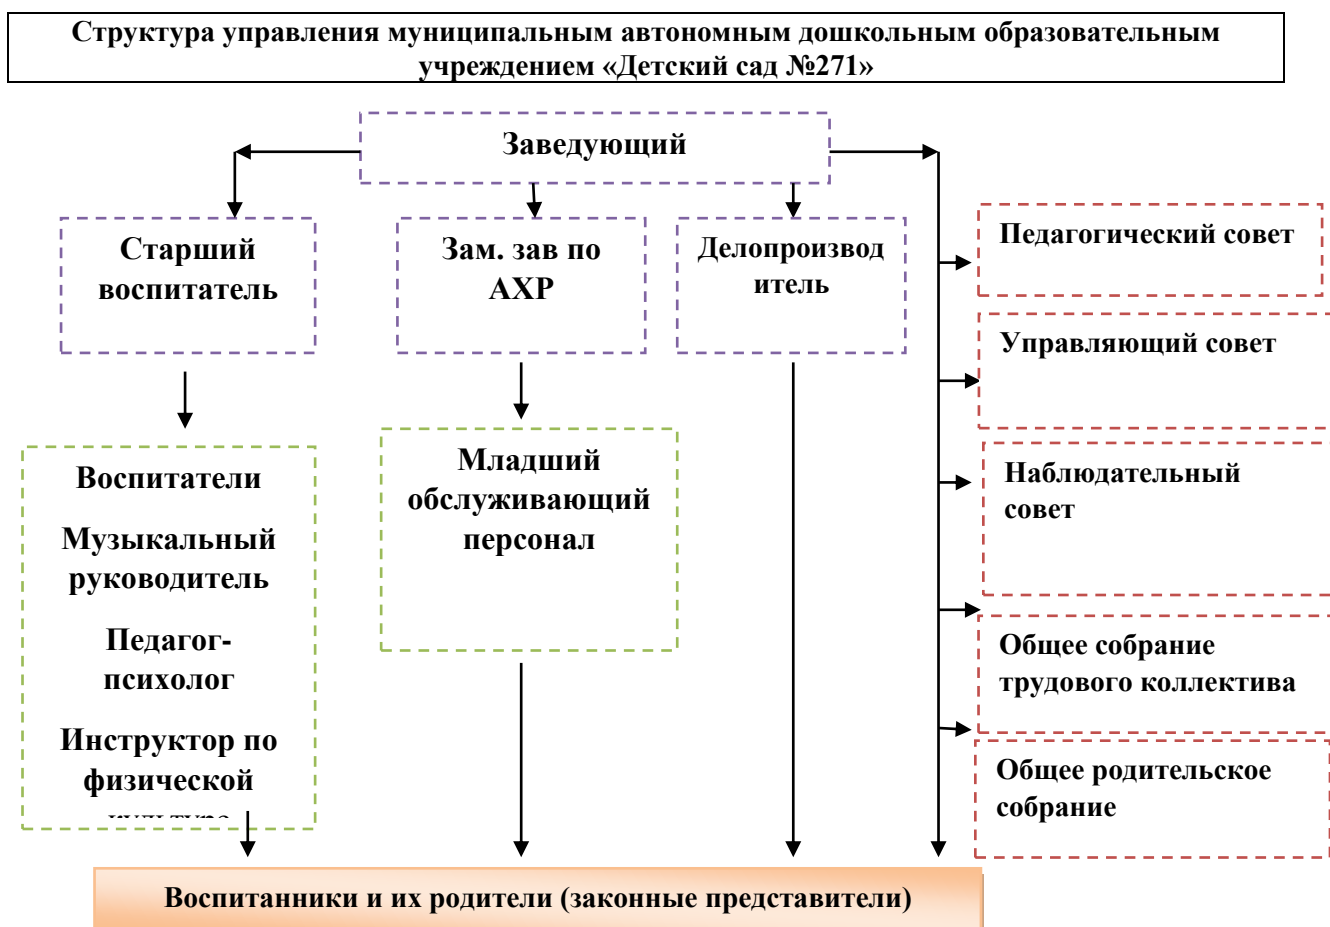 Структура управления муниципальным автономным дошкольным образовательным
учреждением «Детский сад №271»
Заведующий
Старший
воспитатель
Зам. зав по
АХР
Делопроизвод
итель
Педагогический совет
Управляющий совет
Наблюдательный
совет
Общее собрание
трудового коллектива
Общее родительское
собрание
Воспитатели
Музыкальный
руководитель
Педагог-
психолог
Инструктор по
физической
Младший
обслуживающий
персонал
Воспитанники и их родители (законные представители)